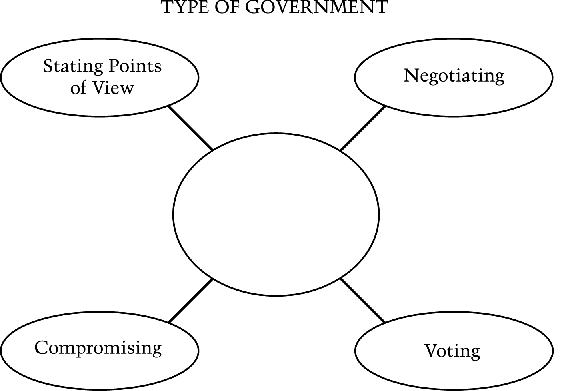 TYPE OF GOVERNMENT
Stating Points
of View
Negotiating
Compromising
Voting